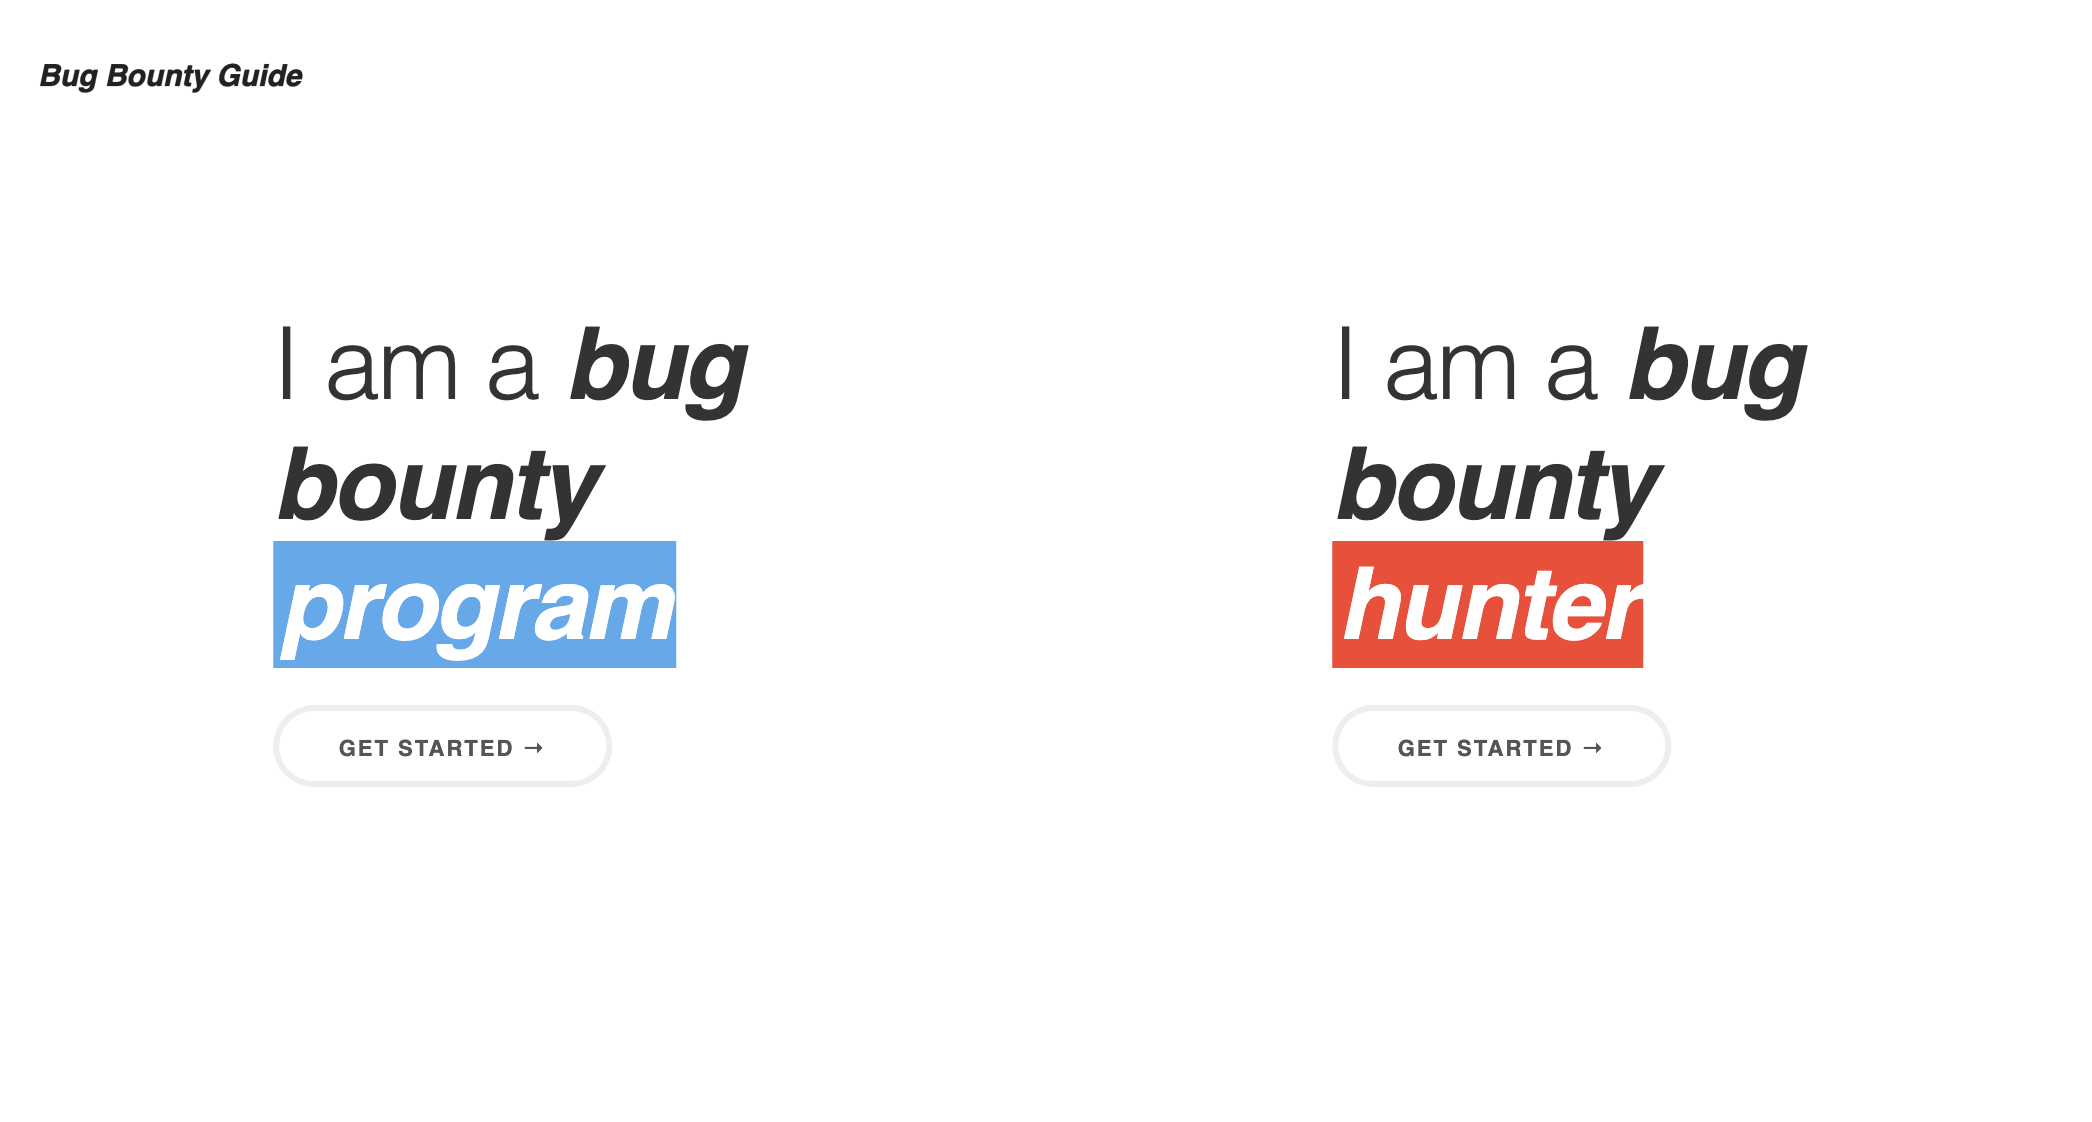 Bug Bounty Guide
I am a bug
bounty
program
GET STARTED →
I am a bug
bounty
hunter
GET STARTED →